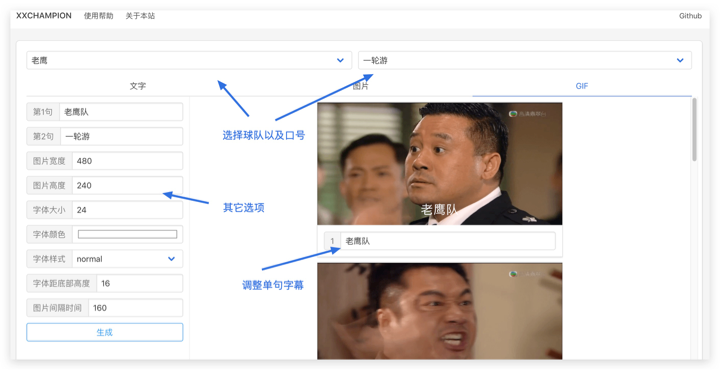 XXCHAMPION 使用帮助 关于本站 Github
老鹰 一轮游
文字 图片 GIF
第1句 老鹰队
第2句 一轮游
选择球队以及口号
图片宽度 480
图片高度 240
其它选项
字体大小 24
老鹰队
字体颜色
1 老鹰队
字体样式 normal
字体距底部高度 16
调整单句字幕
图片间隔时间 160
生成